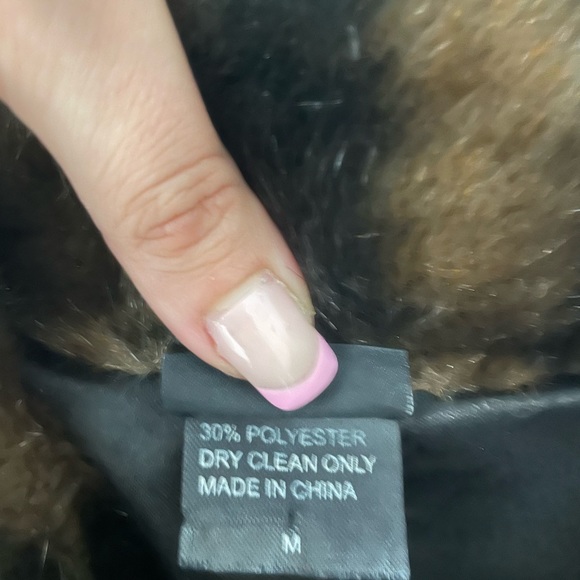 30% POLYESTER
DRY CLEAN ONLY
MADE IN CHINA
M